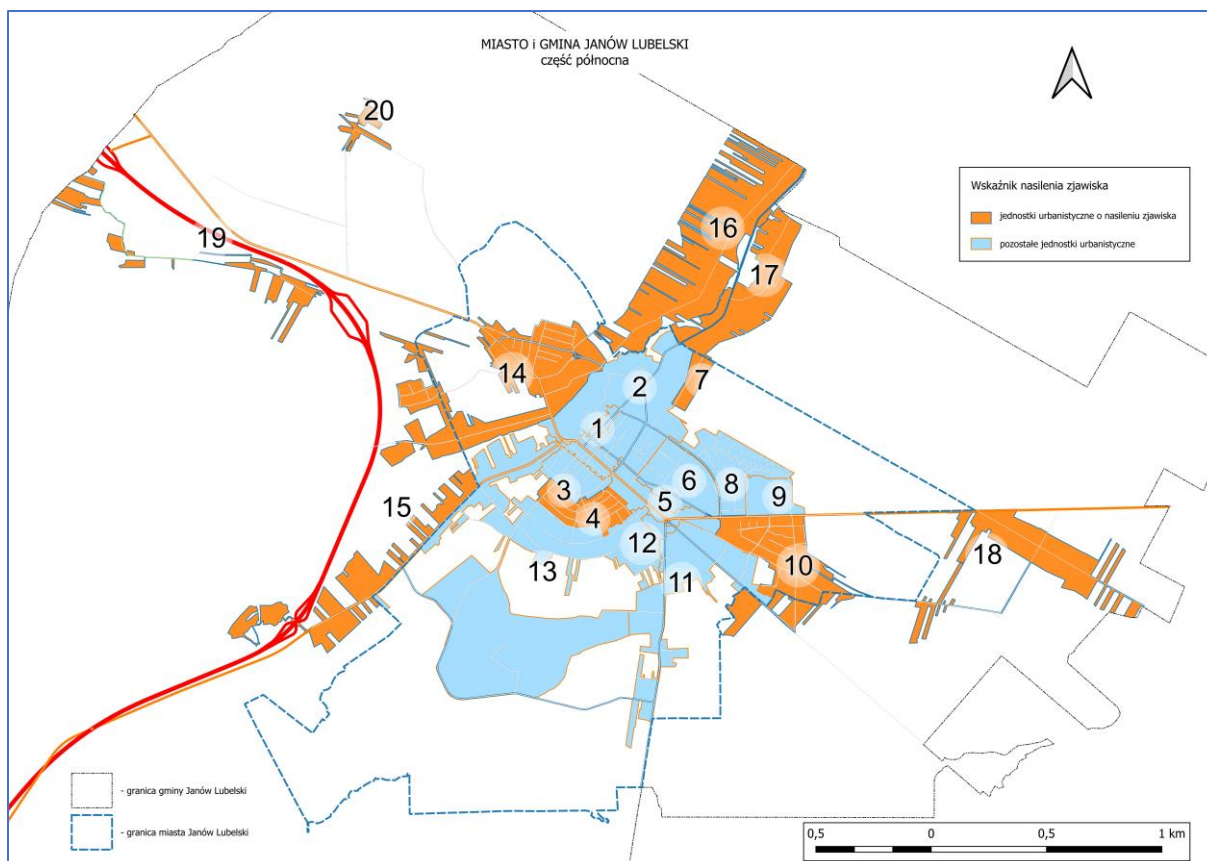 MIASTO i GMINA JANÓW LUBELSKI
część północna
20
Wskaźnik nasilenia zjawiska
jednostki urbanistyczne o nasileniu zjawiska
pozostałe jednostki urbanistyczne
16
19
17
14
7
2
1
6
8
9
3
5
15
4
12
18
13
11
10
- granica gminy Janów Lubelski
- granica miasta Janów Lubelski
0,5
0
0,5
1 km